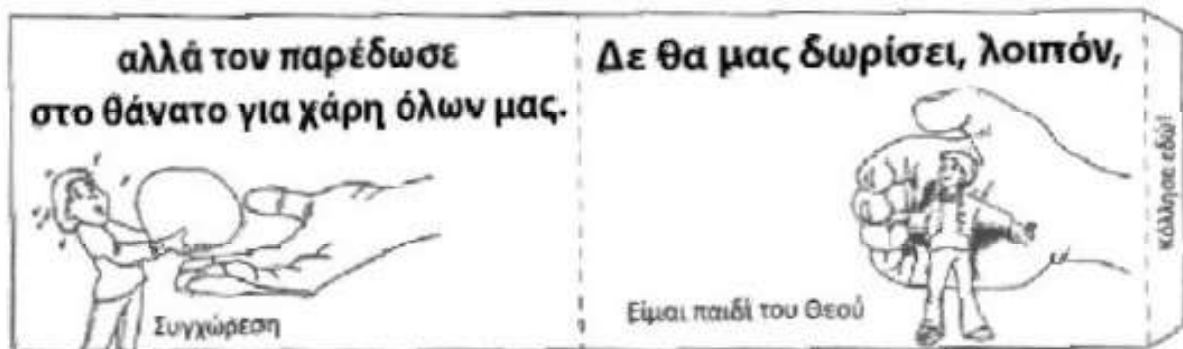 αλλά τον παρέδωσε
στο θάνατο για χάρη όλων μας.
Συγχώρεση
Δε θα μας δωρίσει, λοιπόν,
Είμαι παιδί του Θεού
Κόλλησε εδώ!